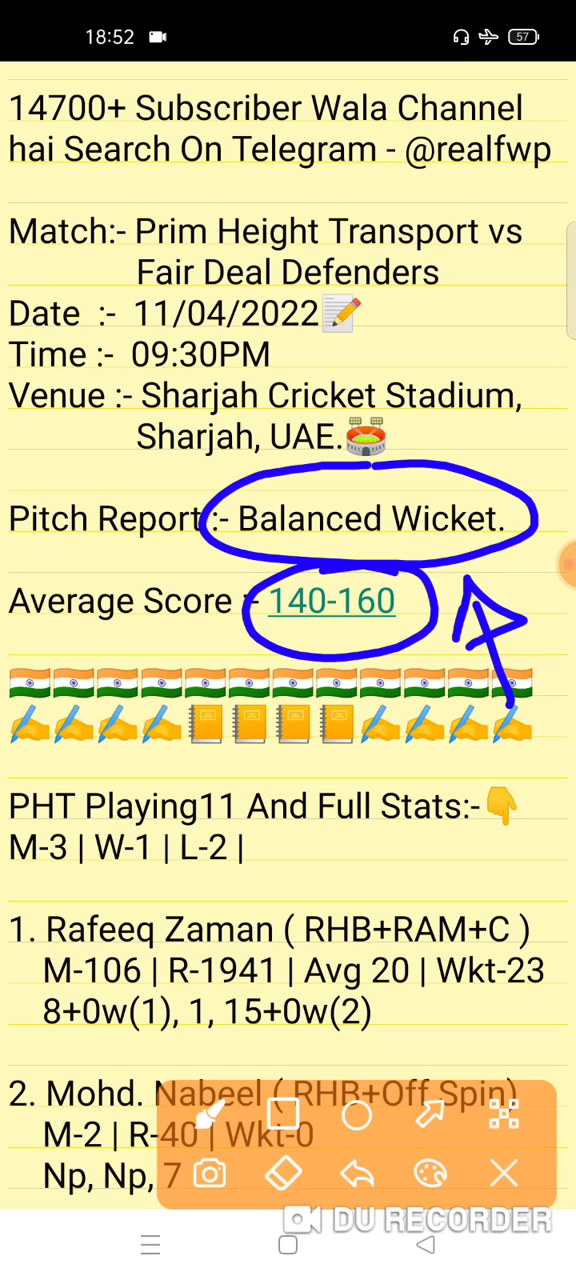 18:52
57
14700+ Subscriber Wala Channel
hai Search On Telegram - @realfwp
Match:- Prim Height Transport vs
Fair Deal Defenders
Date :- 11/04/2022📝
Time :- 09:30PM
Venue :- Sharjah Cricket Stadium,
Sharjah, UAE.🏟️
Pitch Report :- Balanced Wicket.
Average Score :- 140-160
🇮🇳🇮🇳🇮🇳🇮🇳🇮🇳🇮🇳🇮🇳🇮🇳🇮🇳🇮🇳🇮🇳🇮🇳
✍️✍️✍️✍️📒📒📒📒✍️✍️✍️✍️
PHT Playing11 And Full Stats:-👇
M-3 | W-1 | L-2 |
1. Rafeeq Zaman ( RHB+RAM+C )
M-106 | R-1941 | Avg 20 | Wkt-23
8+0w(1), 1, 15+0w(2)
2. Mohd. Nabeel ( RHB+Off Spin)
M-2 | R-40 | Wkt-0
Np, Np, 7
DU RECORDER